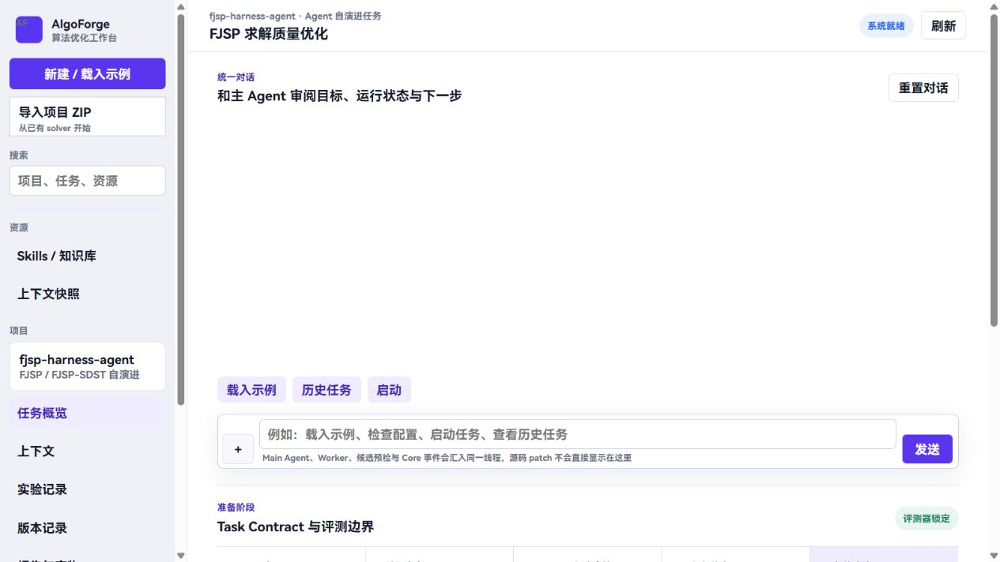 AF
AlgoForge
算法优化工作台
新建 / 载入示例
导入项目 ZIP
从已有 solver 开始
搜索
项目、任务、资源
资源
Skills / 知识库
上下文快照
项目
fjsp-harness-agent
FJSP / FJSP-SDST 自演进
任务概览
上下文
实验记录
版本记录
fjsp-harness-agent · Agent 自演进任务
FJSP 求解质量优化
系统就绪
刷新
统一对话
和主 Agent 审阅目标、运行状态与下一步
重置对话
载入示例
历史任务
启动
+
例如：载入示例、检查配置、启动任务、查看历史任务
Main Agent、Worker、候选预检与 Core 事件会汇入同一线程，源码 patch 不会直接显示在这里
发送
准备阶段
Task Contract 与评测边界
评测器锁定